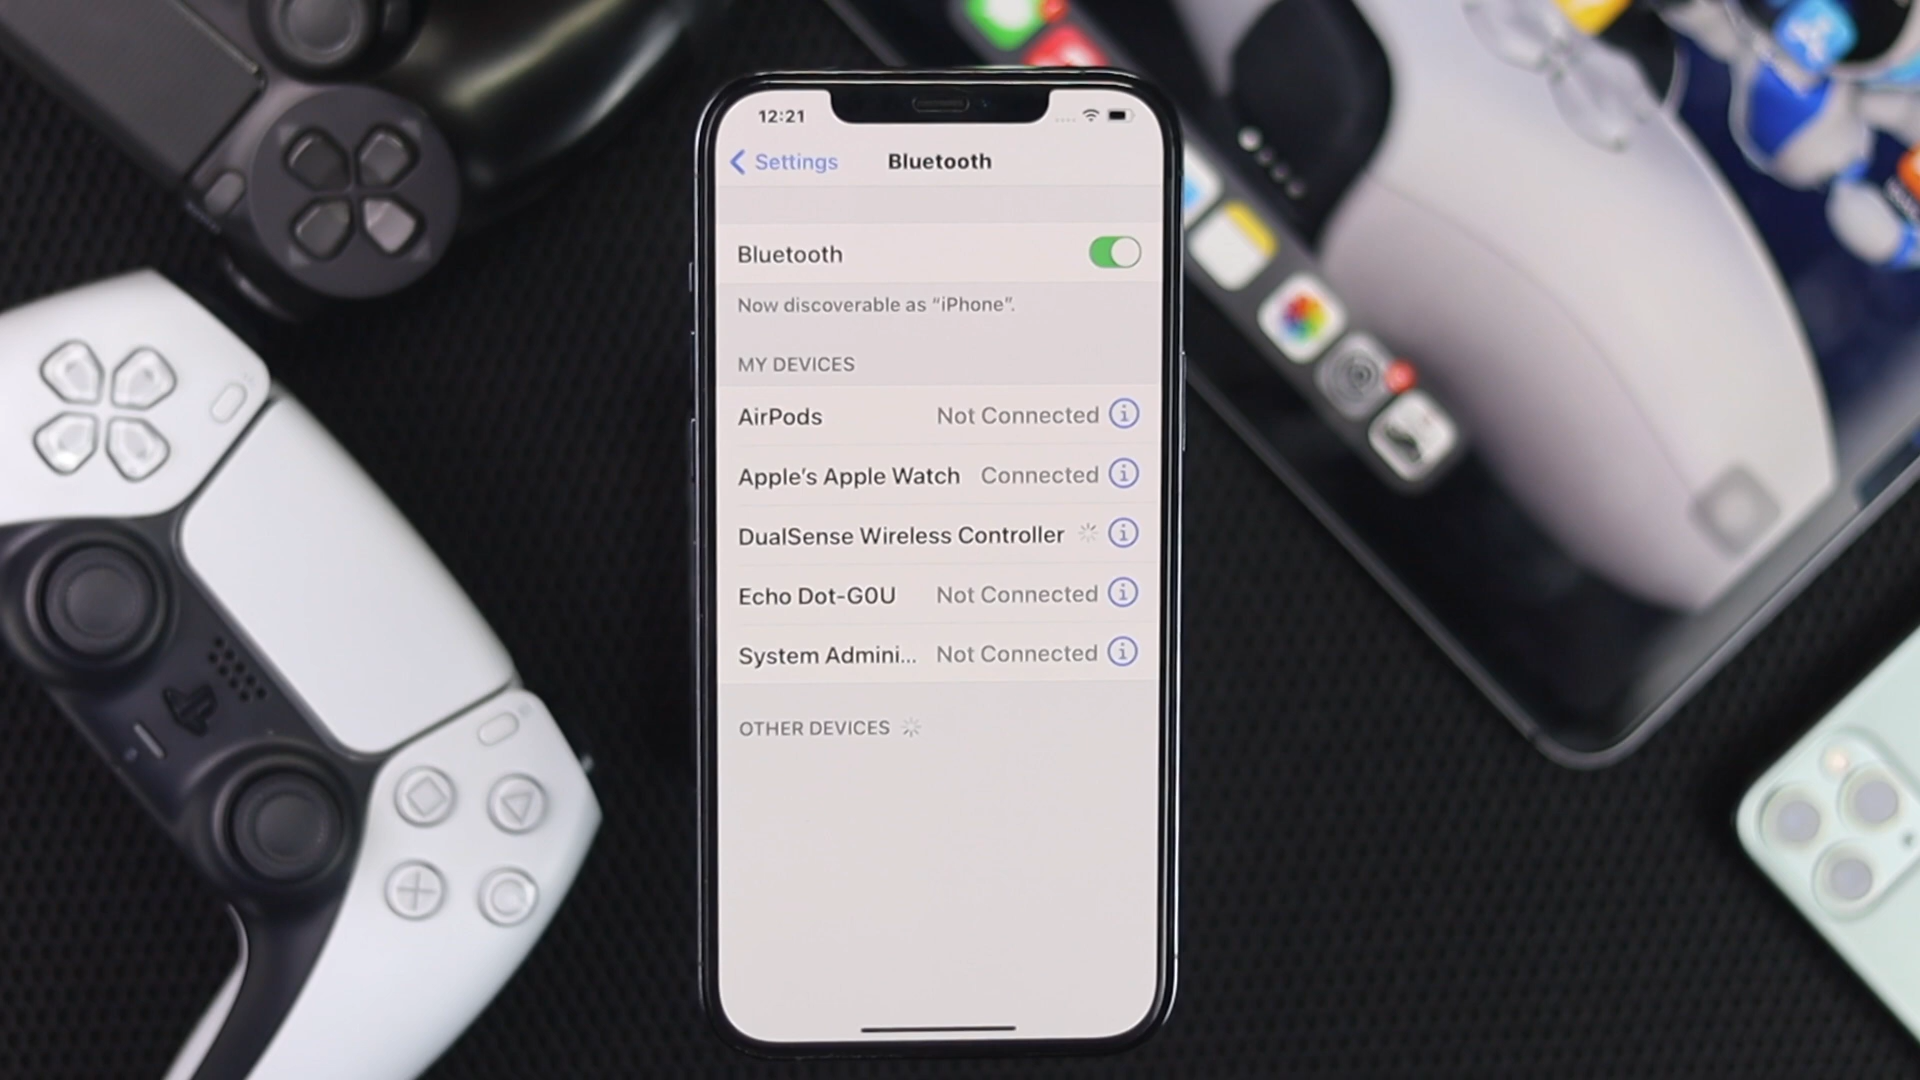 12:21
Settings
Bluetooth
Bluetooth
Now discoverable as “iPhone”.
MY DEVICES
AirPods Not Connected
Apple’s Apple Watch Connected
DualSense Wireless Controller
Echo Dot-G0U Not Connected
System Admini... Not Connected
OTHER DEVICES